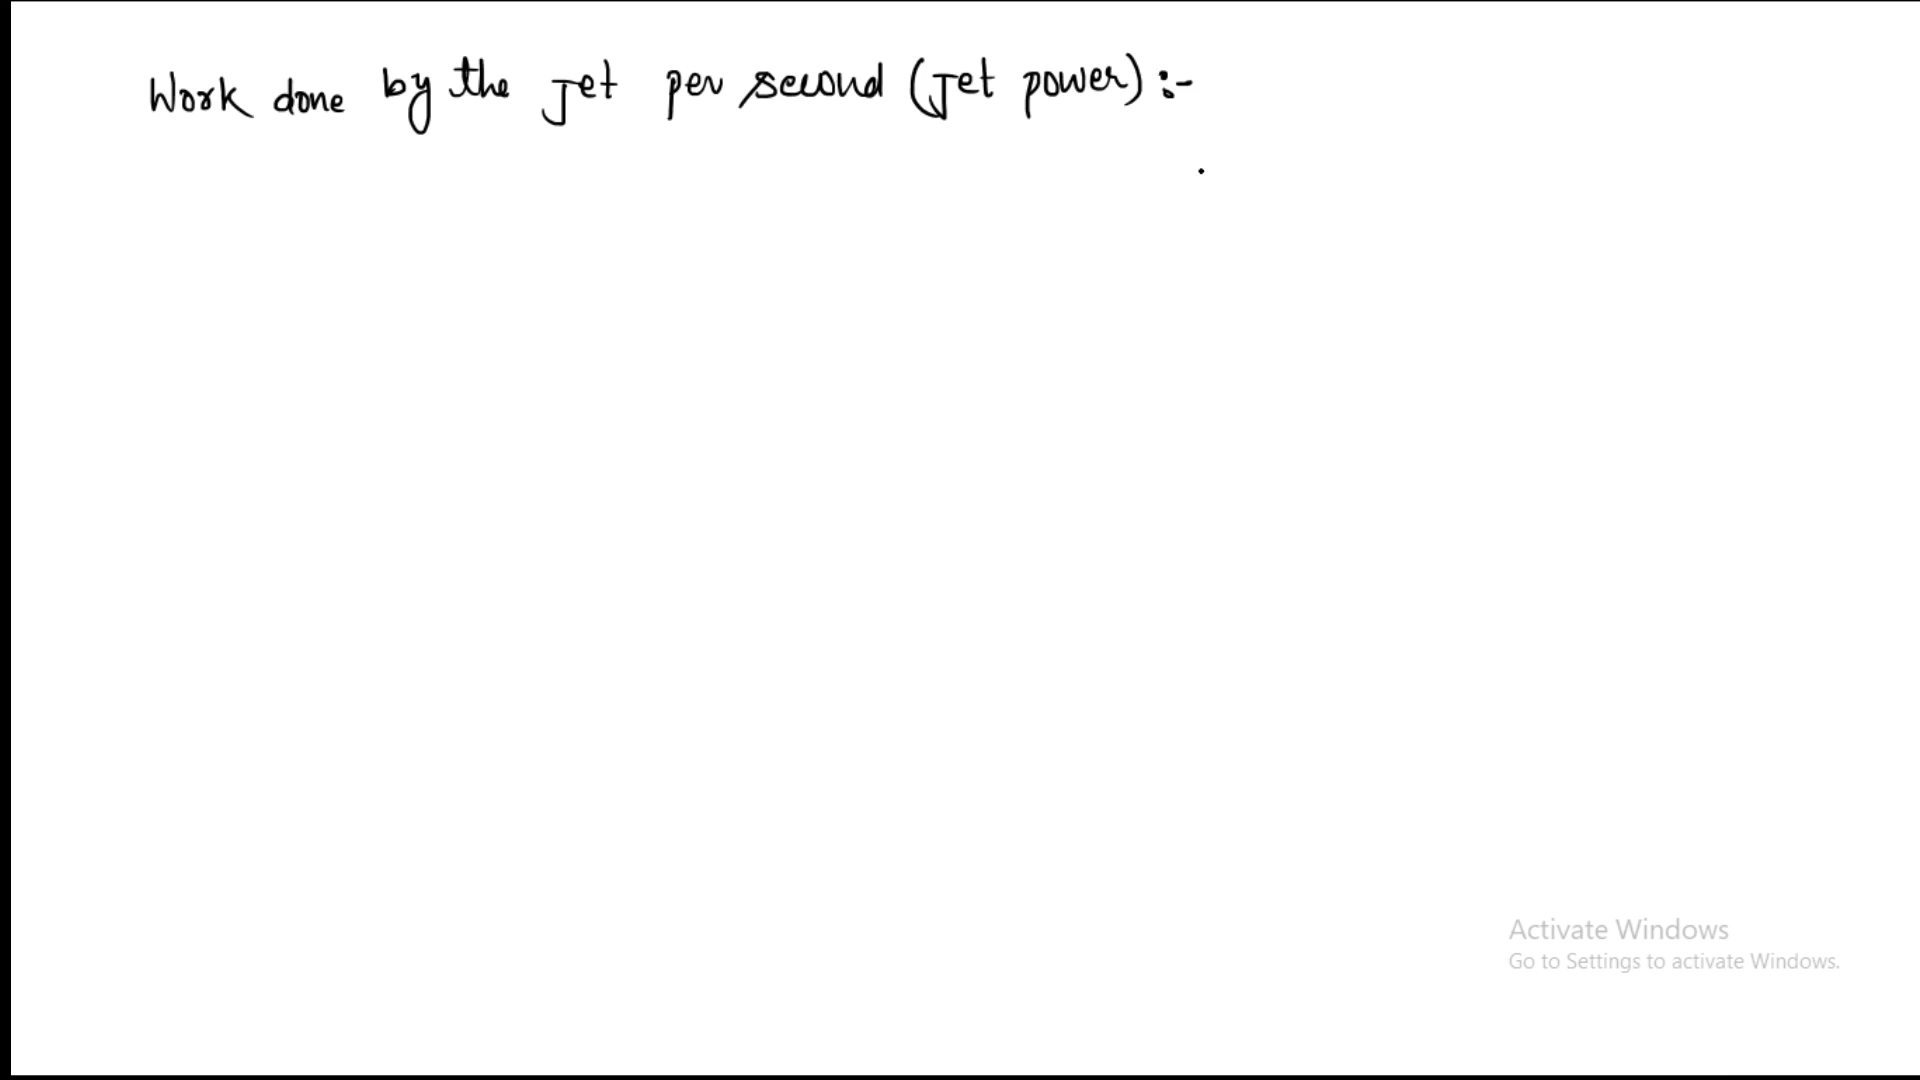 Work done by the Jet per second (Jet power) :-
Activate Windows
Go to Settings to activate Windows.